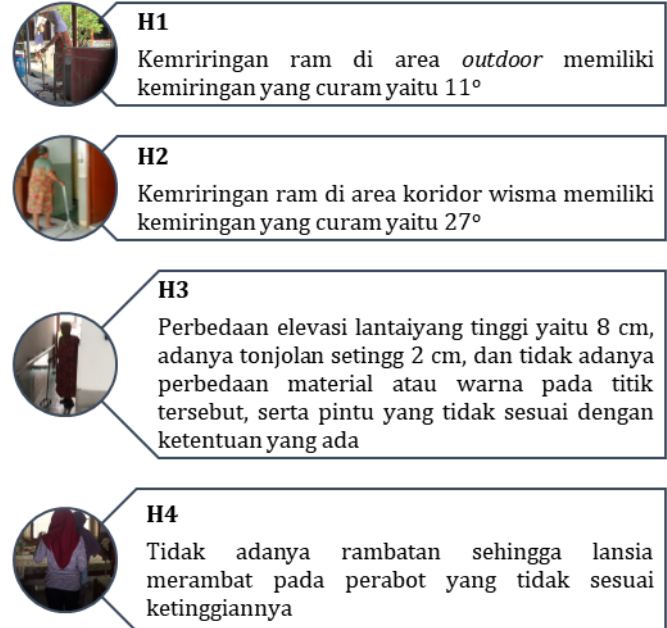 H1
Kemriringan ram di area outdoor memiliki
kemiringan yang curam yaitu 11°
H2
Kemriringan ram di area koridor wisma memiliki
kemiringan yang curam yaitu 27°
H3
Perbedaan elevasi lantaiyang tinggi yaitu 8 cm,
adanya tonjolan setingg 2 cm, dan tidak adanya
perbedaan material atau warna pada titik
tersebut, serta pintu yang tidak sesuai dengan
ketentuan yang ada
H4
Tidak adanya rambatan sehingga lansia
merambat pada perabot yang tidak sesuai
ketinggiannya